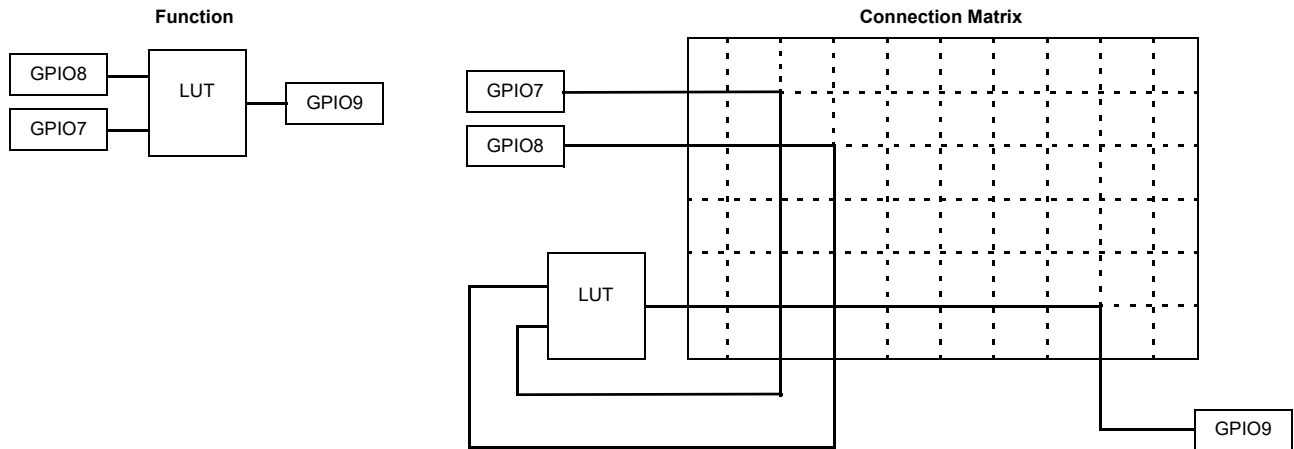 Function
GPIO8
GPIO7
LUT
GPIO9
Connection Matrix
GPIO7
GPIO8
LUT
GPIO9